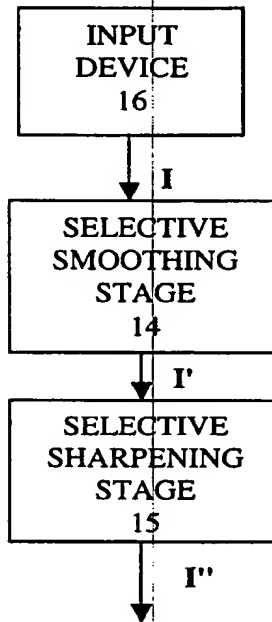 INPUT
DEVICE
16
I
SELECTIVE
SMOOTHING
STAGE
14
I'
SELECTIVE
SHARPENING
STAGE
15
I"